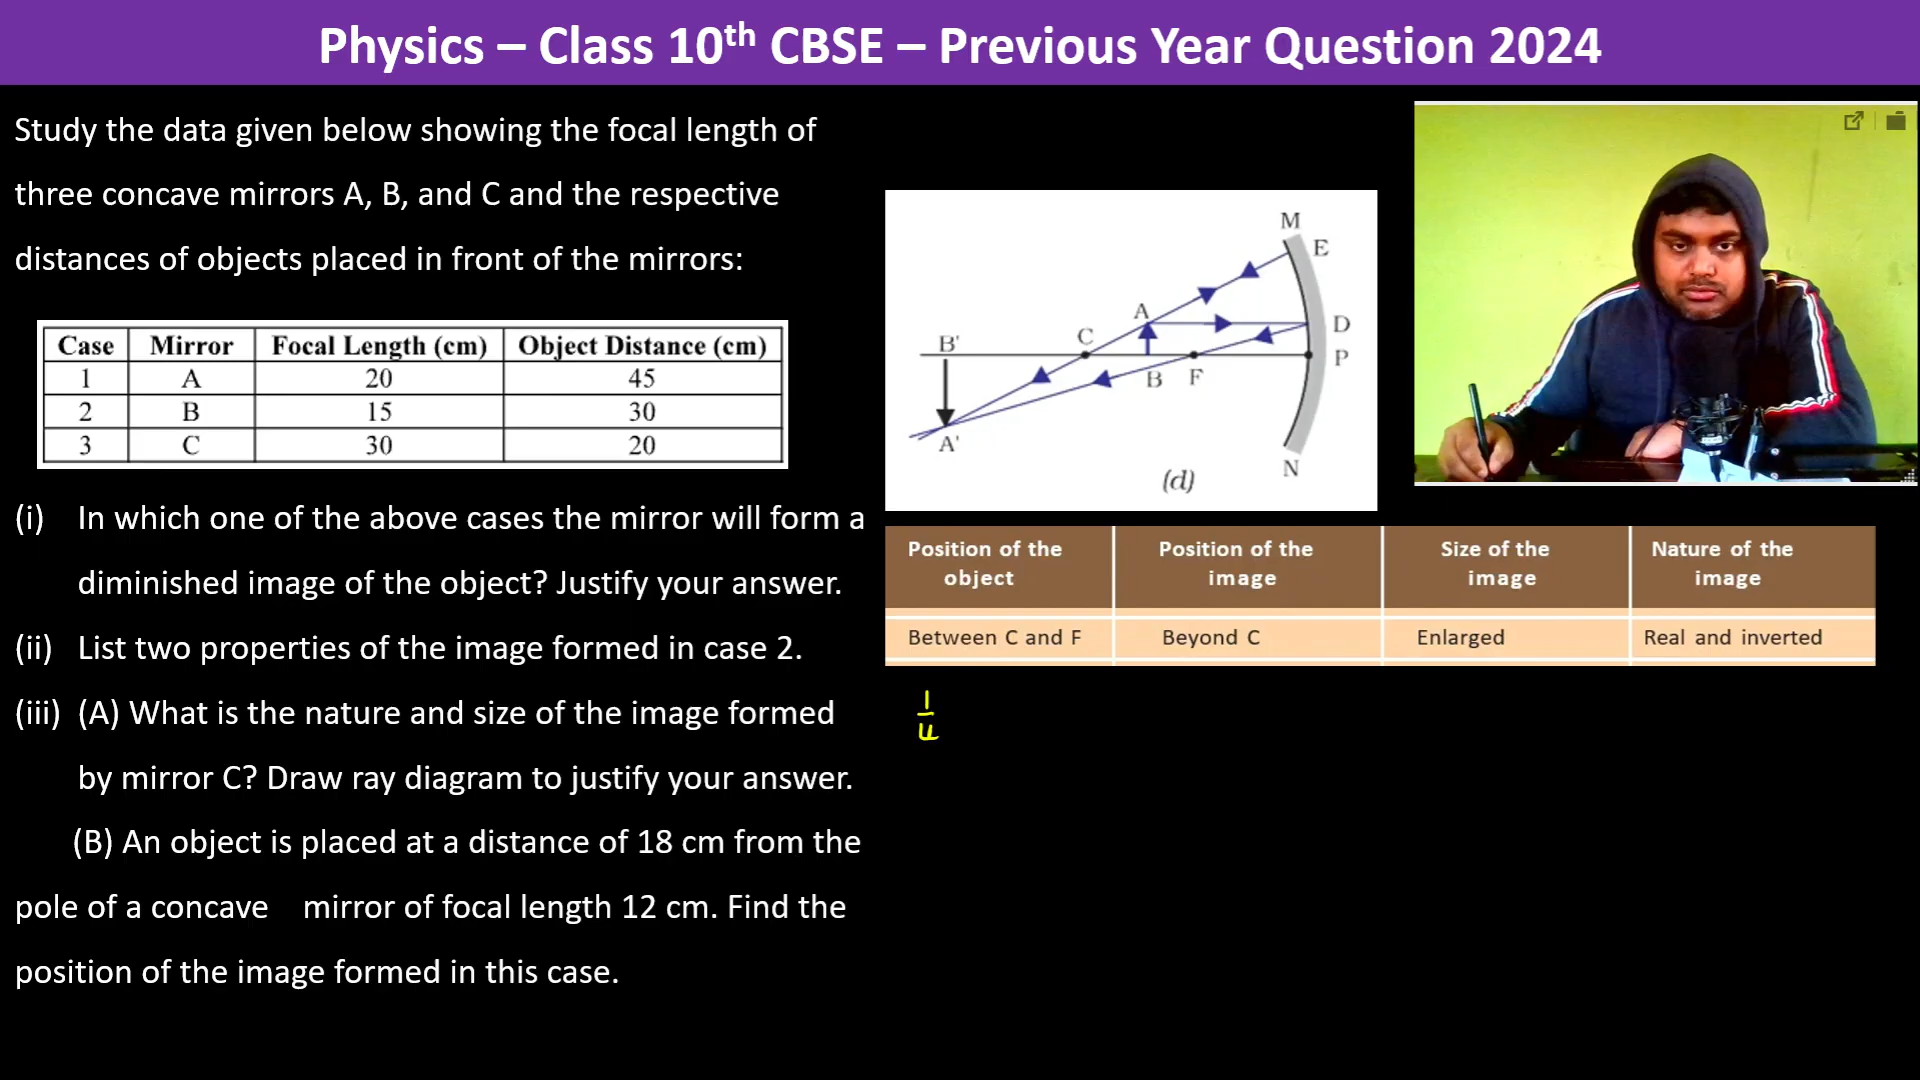 Physics – Class 10th CBSE – Previous Year Question 2024
Study the data given below showing the focal length of
three concave mirrors A, B, and C and the respective
distances of objects placed in front of the mirrors:
Case Mirror Focal Length (cm) Object Distance (cm)
1 A 20 45
2 B 15 30
3 C 30 20
(i) In which one of the above cases the mirror will form a
diminished image of the object? Justify your answer.
(ii) List two properties of the image formed in case 2.
(iii) (A) What is the nature and size of the image formed
by mirror C? Draw ray diagram to justify your answer.
(B) An object is placed at a distance of 18 cm from the
pole of a concave mirror of focal length 12 cm. Find the
position of the image formed in this case.
M
E
A
D
B' C
P
B F
A'
N
(d)
Position of the object Position of the image Size of the image Nature of the image
Between C and F Beyond C Enlarged Real and inverted
1
u